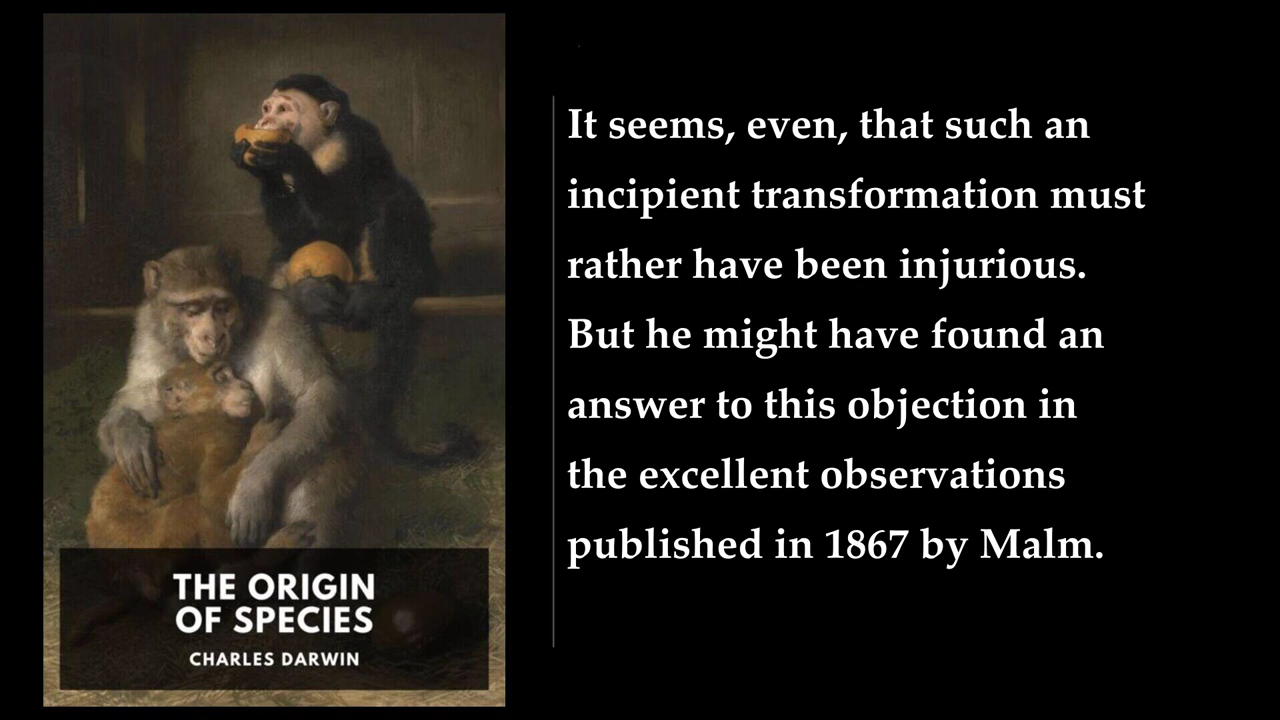 THE ORIGIN
OF SPECIES
CHARLES DARWIN
It seems, even, that such an
incipient transformation must
rather have been injurious.
But he might have found an
answer to this objection in
the excellent observations
published in 1867 by Malm.